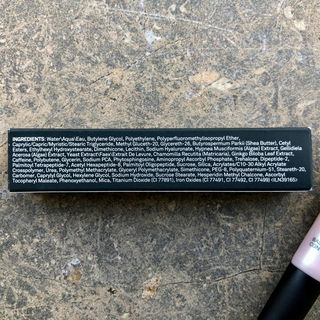 INGREDIENTS: Water\Aqua\Eau, Butylene Glycol, Polyethylene, Polyperfluoromethylisopropyl Ether,
Caprylic/Capric/Myristic/Stearic Triglyceride, Methyl Gluceth-20, Glycereth-26, Butyrospermum Parkii (Shea Butter), Cetyl
Esters, Ethylhexyl Hydroxystearate, Dimethicone, Lecithin, Sodium Hyaluronate, Hypnea Musciformis (Algae) Extract, Gellidiela
Acerosa (Algae) Extract, Yeast Extract\Faex\Extrait De Levure, Chamomilla Recutita (Matricaria), Ginkgo Biloba Leaf Extract,
Caffeine, Polybutene, Glycerin, Sodium PCA, Phytosphingosine, Aminopropyl Ascorbyl Phosphate, Trehalose, Dipeptide-2,
Palmitoyl Tetrapeptide-7, Acetyl Hexapeptide-8, Palmitoyl Oligopeptide, Sucrose, Silica, Acrylates/C10-30 Alkyl Acrylate
Crosspolymer, Urea, Polymethyl Methacrylate, Glyceryl Polymethacrylate, Simethicone, PEG-8, Polyquaternium-51, Steareth-20,
Carbomer, Caprylyl Glycol, Hexylene Glycol, Sodium Hydroxide, Sucrose Stearate, Hesperidin Methyl Chalcone, Ascorbyl
Tocopheryl Maleate, Phenoxyethanol, Mica, Titanium Dioxide (CI 77891), Iron Oxides (CI 77491, CI 77492, CI 77499) (ILN39165)